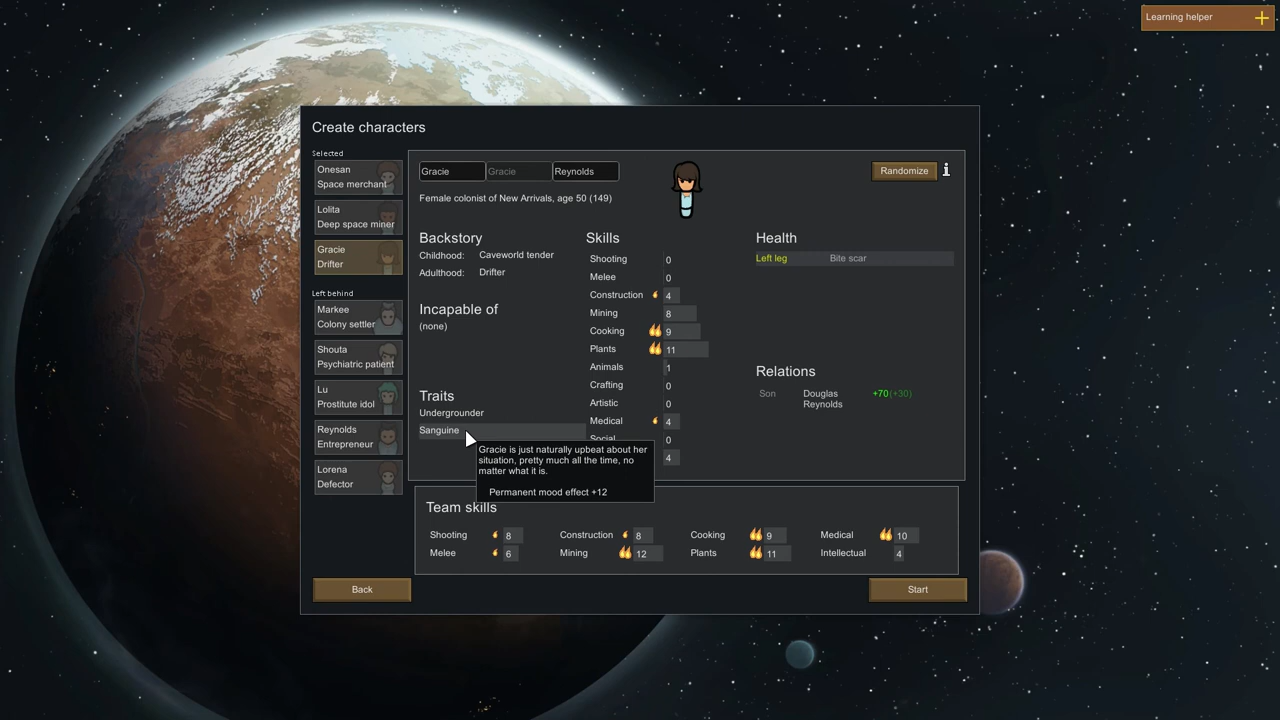 Learning helper
Create characters
Selected
Onesan
Space merchant
Lolita
Deep space miner
Gracie
Drifter
Left behind
Markee
Colony settler
Shouta
Psychiatric patient
Lu
Prostitute idol
Reynolds
Entrepreneur
Lorena
Defector
Gracie Gracie Reynolds
Randomize
Female colonist of New Arrivals, age 50 (149)
Backstory
Childhood: Caveworld tender
Adulthood: Drifter
Incapable of
(none)
Traits
Undergrounder
Sanguine
Gracie is just naturally upbeat about her
situation, pretty much all the time, no
matter what it is.
Permanent mood effect +12
Skills
Shooting 0
Melee 0
Construction 4
Mining 8
Cooking 9
Plants 11
Animals 1
Crafting 0
Artistic 0
Medical 4
Social 0
4
Health
Left leg Bite scar
Relations
Son Douglas Reynolds +70(+30)
Team skills
Shooting 8 Construction 8 Cooking 9 Medical 10
Melee 6 Mining 12 Plants 11 Intellectual 4
Back
Start